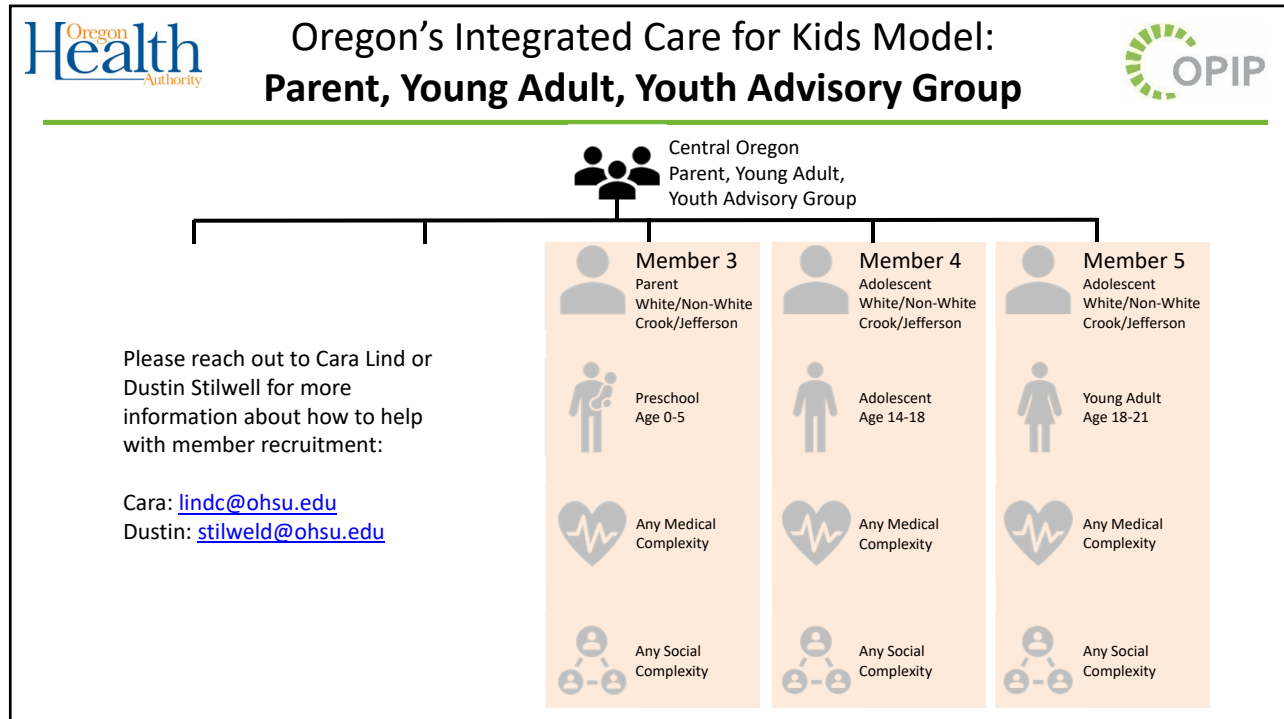 Oregon
Health
Authority
Oregon's Integrated Care for Kids Model:
Parent, Young Adult, Youth Advisory Group
OPIP
Central Oregon
Parent, Young Adult,
Youth Advisory Group
Please reach out to Cara Lind or
Dustin Stilwell for more
information about how to help
with member recruitment:
Cara: lindc@ohsu.edu
Dustin: stilweld@ohsu.edu
Member 3
Parent
White/Non-White
Crook/Jefferson
Preschool
Age 0-5
Any Medical
Complexity
Any Social
Complexity
Member 4
Adolescent
White/Non-White
Crook/Jefferson
Adolescent
Age 14-18
Any Medical
Complexity
Any Social
Complexity
Member 5
Adolescent
White/Non-White
Crook/Jefferson
Young Adult
Age 18-21
Any Medical
Complexity
Any Social
Complexity